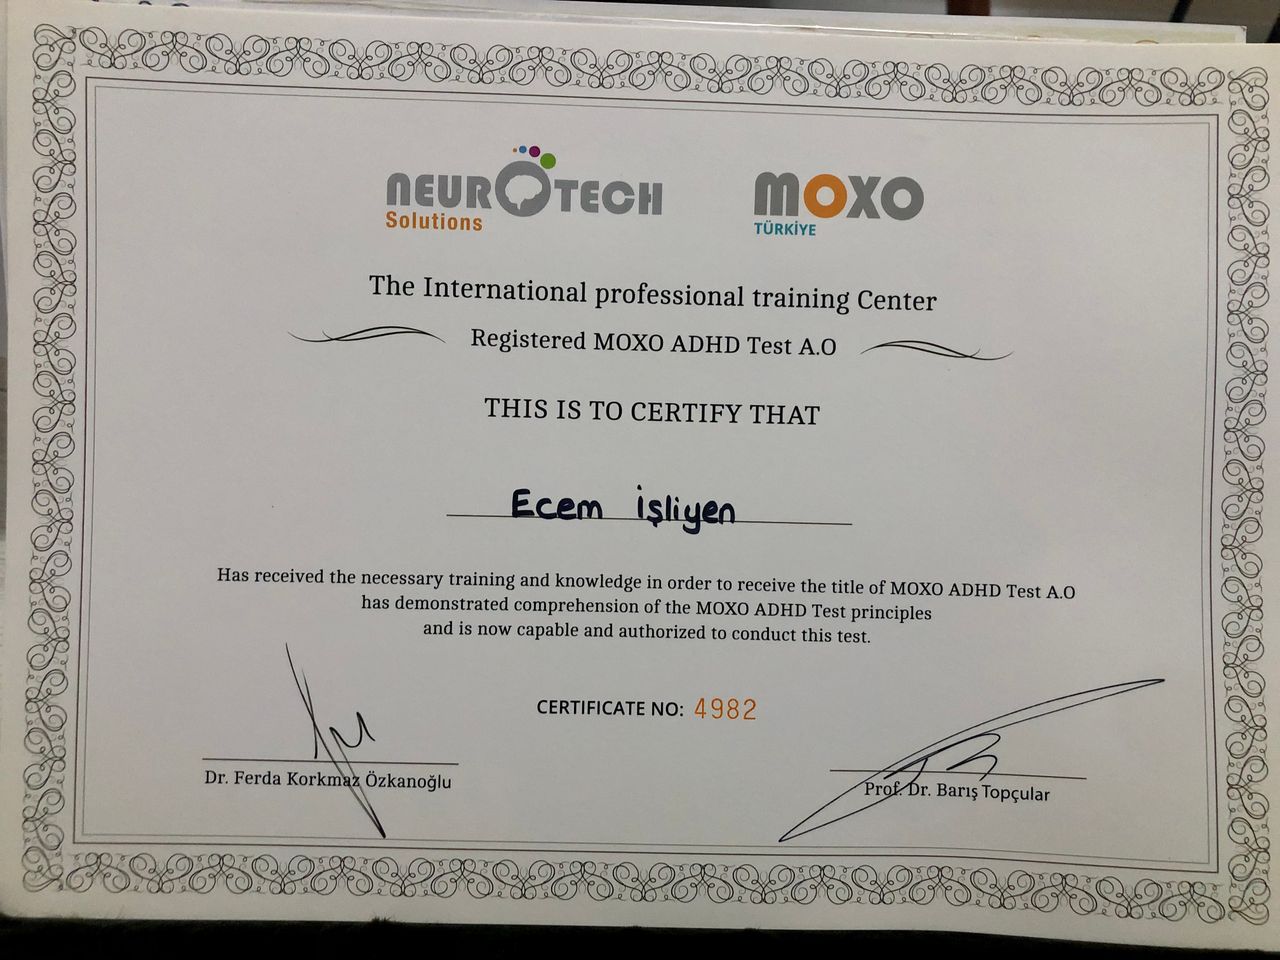 NEUROTECH
Solutions
MOXO
TÜRKİYE
The International professional training Center
Registered MOXO ADHD Test A.O
THIS IS TO CERTIFY THAT
Ecem İşliyen
Has received the necessary training and knowledge in order to receive the title of MOXO ADHD Test A.O
has demonstrated comprehension of the MOXO ADHD Test principles
and is now capable and authorized to conduct this test.
CERTIFICATE NO: 4982
Dr. Ferda Korkmaz Özkanoğlu
Prof. Dr. Barış Topçular